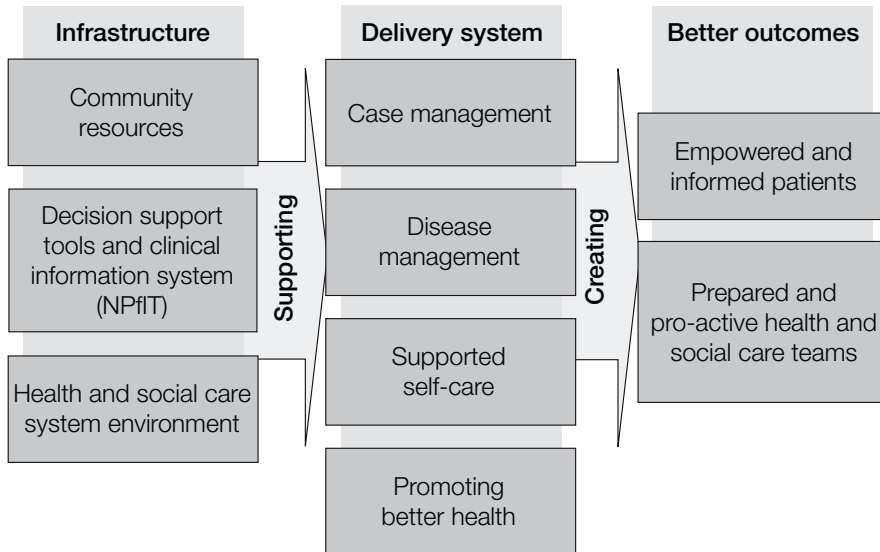 Infrastructure
Community
resources
Decision support
tools and clinical
information system
(NPfIT)
Health and social care
system environment
Supporting
Delivery system
Case management
Disease
management
Supported
self-care
Promoting
better health
Creating
Better outcomes
Empowered and
informed patients
Prepared and
pro-active health and
social care teams